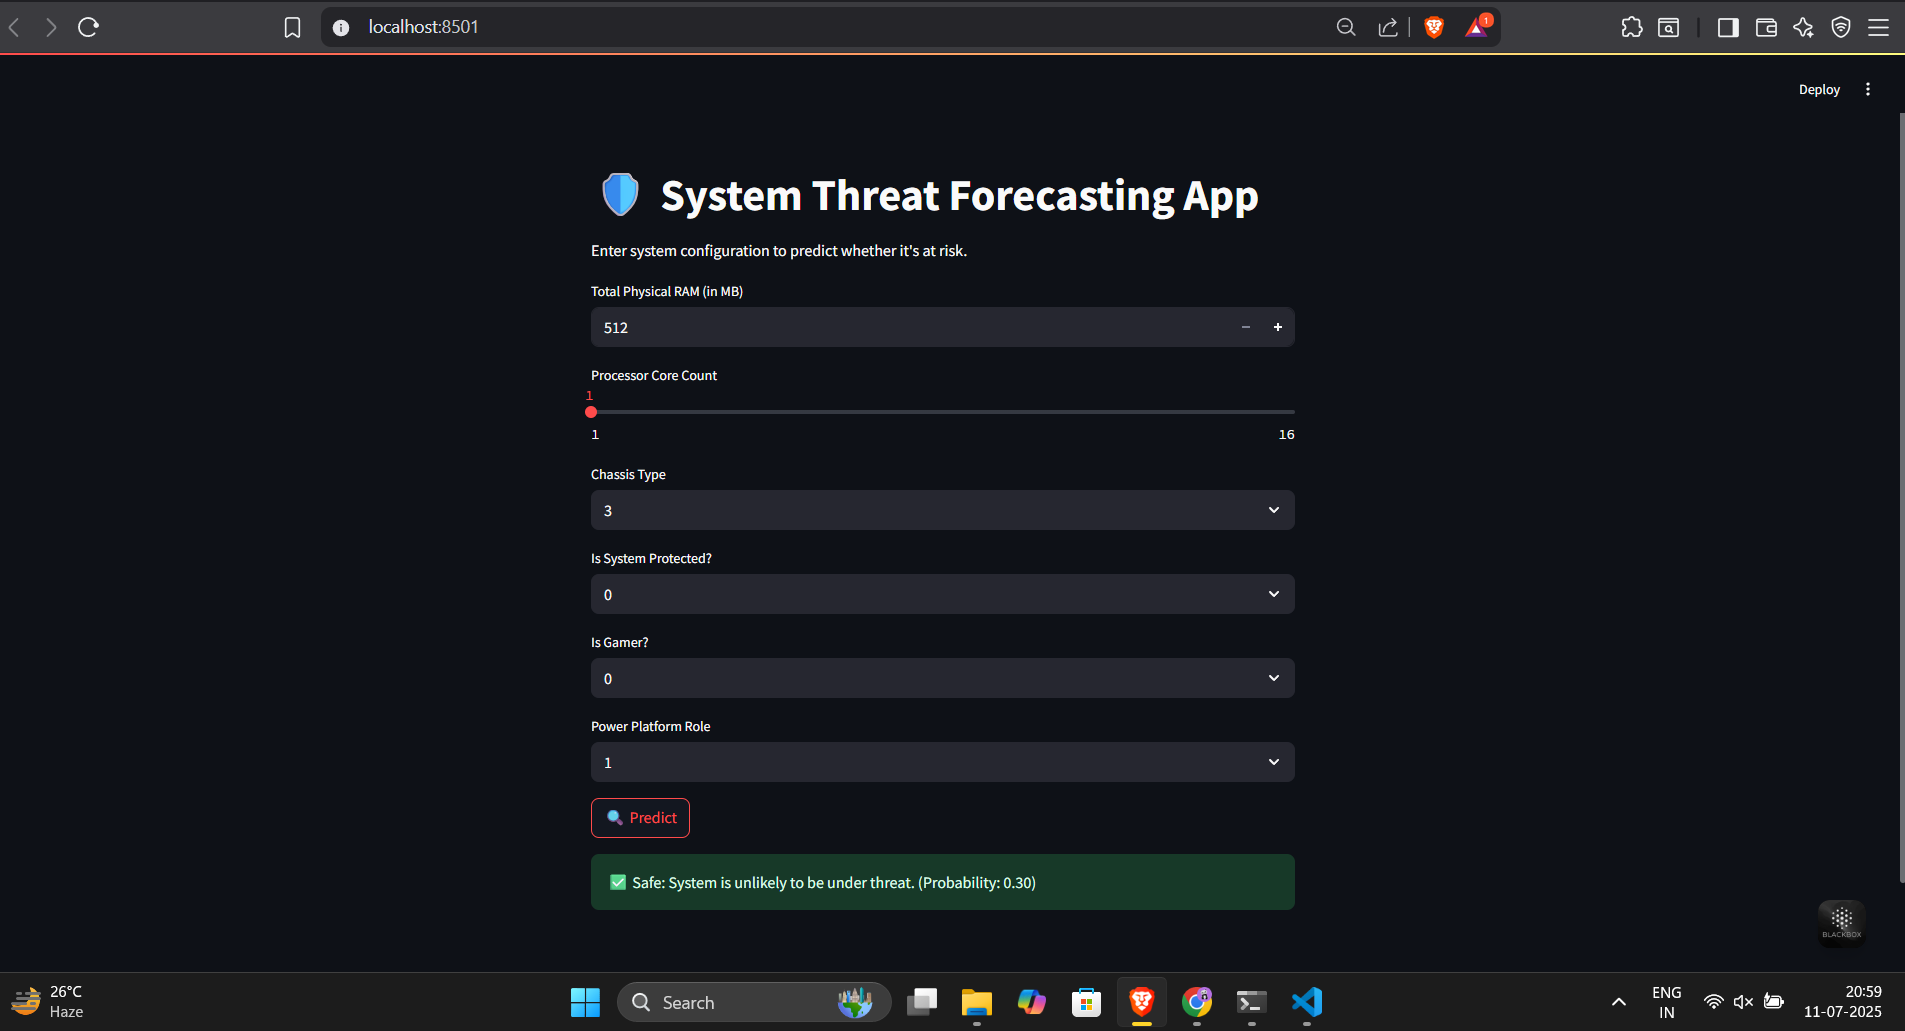 localhost:8501
1
Deploy
System Threat Forecasting App
Enter system configuration to predict whether it's at risk.
Total Physical RAM (in MB)
512
Processor Core Count
1
1 16
Chassis Type
3
Is System Protected?
0
Is Gamer?
0
Power Platform Role
1
Predict
Safe: System is unlikely to be under threat. (Probability: 0.30)
BLACKBOX
26°C
Haze
Search
ENG
IN
20:59
11-07-2025